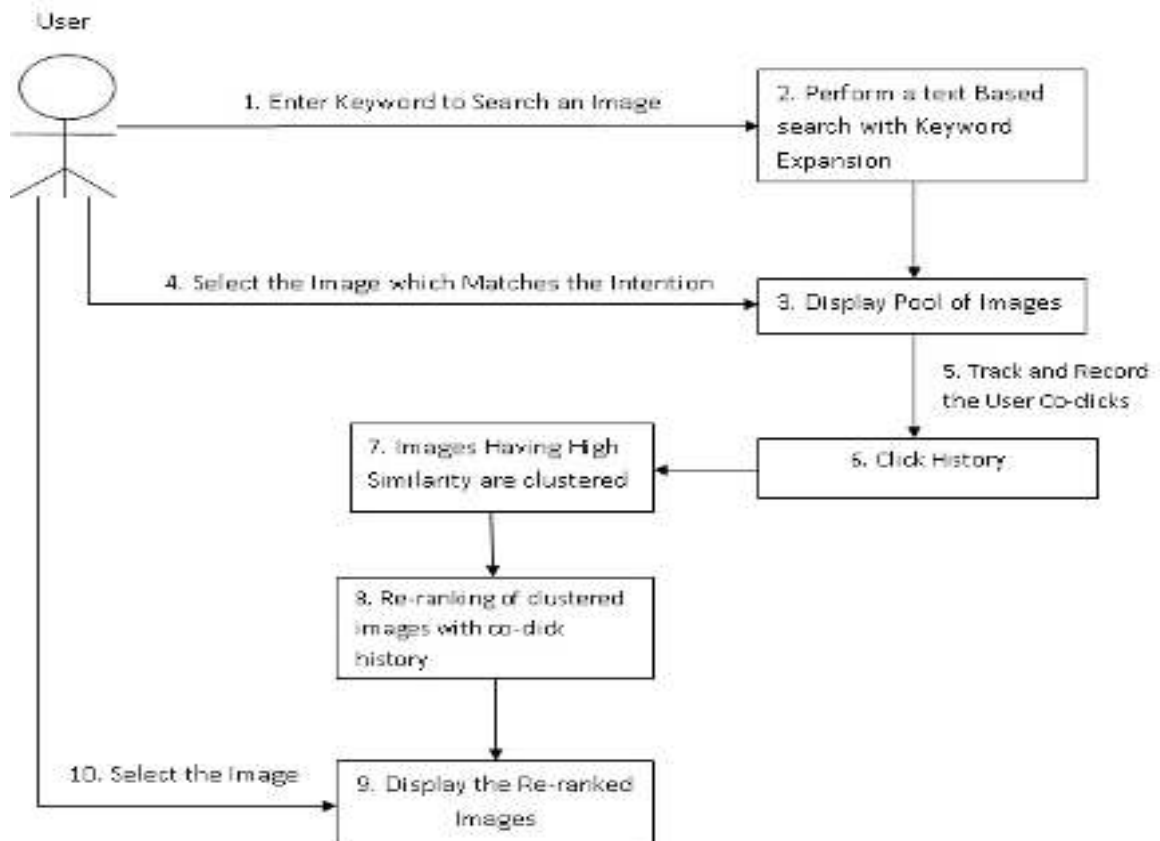 User
1. Enter Keyword to Search an Image
2. Perform a text Based
search with Keyword
Expansion
4. Select the Image which Matches the Intention
3. Display Pool of Images
5. Track and Record
the User Co-clicks
6. Click History
7. Images Having High
Similarity are clustered
8. Re-ranking of clustered
images with co-click
history
10. Select the Image
9. Display the Re-ranked
Images